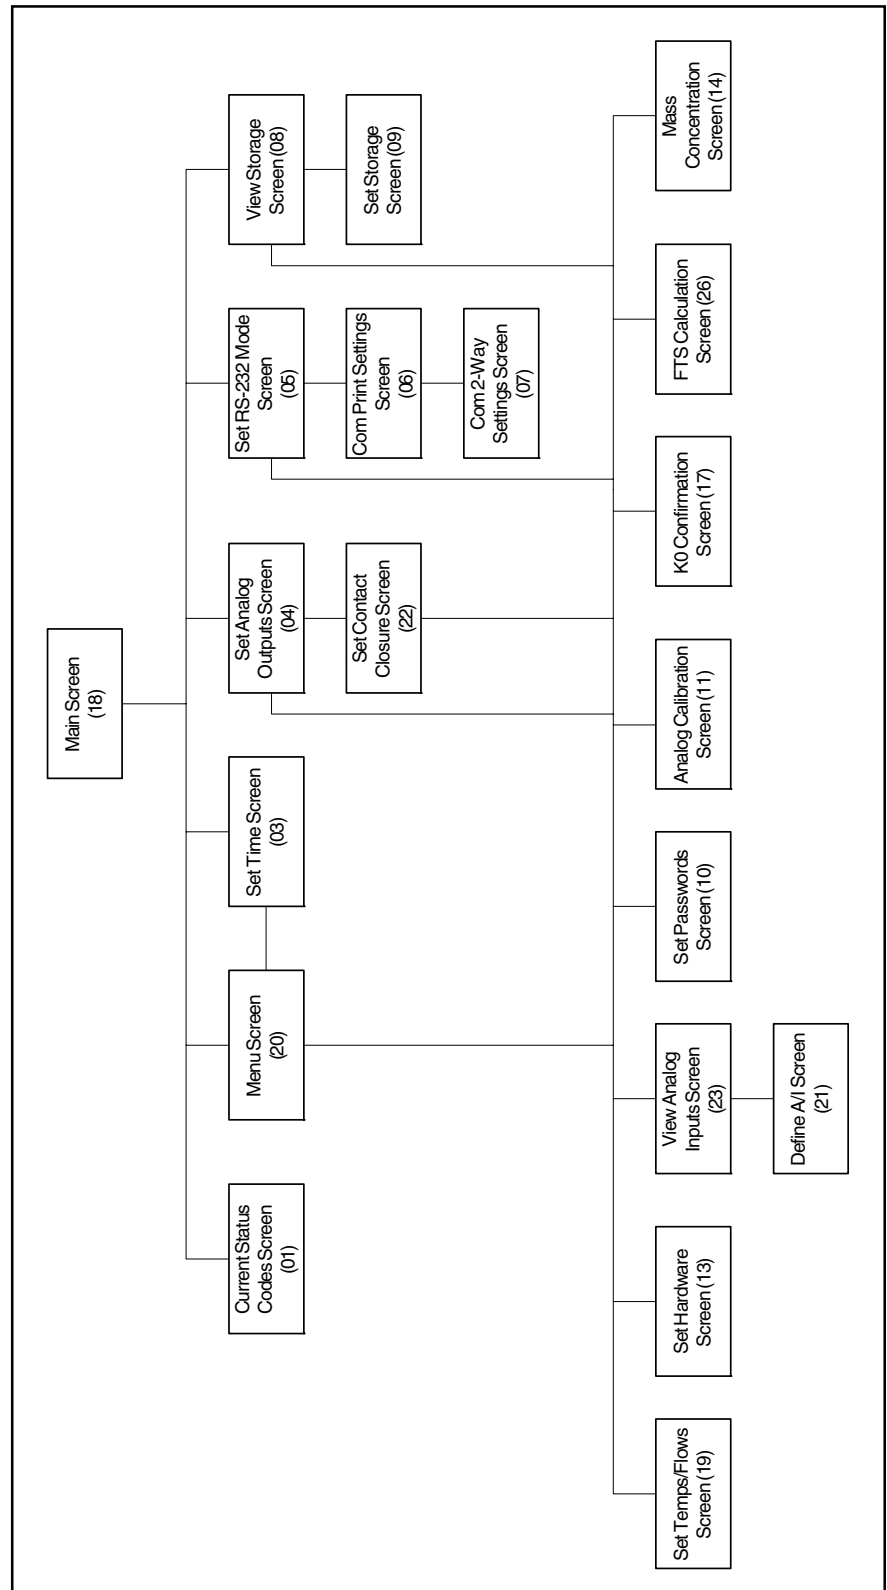 Main Screen
(18)
Current Status
Codes Screen
(01)
Menu Screen
(20)
Set Time Screen
(03)
Set Analog
Outputs Screen
(04)
Set RS-232 Mode
Screen
(05)
View Storage
Screen (08)
Set Contact
Closure Screen
(22)
Com Print Settings
Screen
(06)
Set Storage
Screen (09)
Com 2-Way
Settings Screen
(07)
Set Temps/Flows
Screen (19)
Set Hardware
Screen (13)
View Analog
Inputs Screen
(23)
Set Passwords
Screen (10)
Analog Calibration
Screen (11)
K0 Confirmation
Screen (17)
FTS Calculation
Screen (26)
Mass
Concentration
Screen (14)
Define A/I Screen
(21)